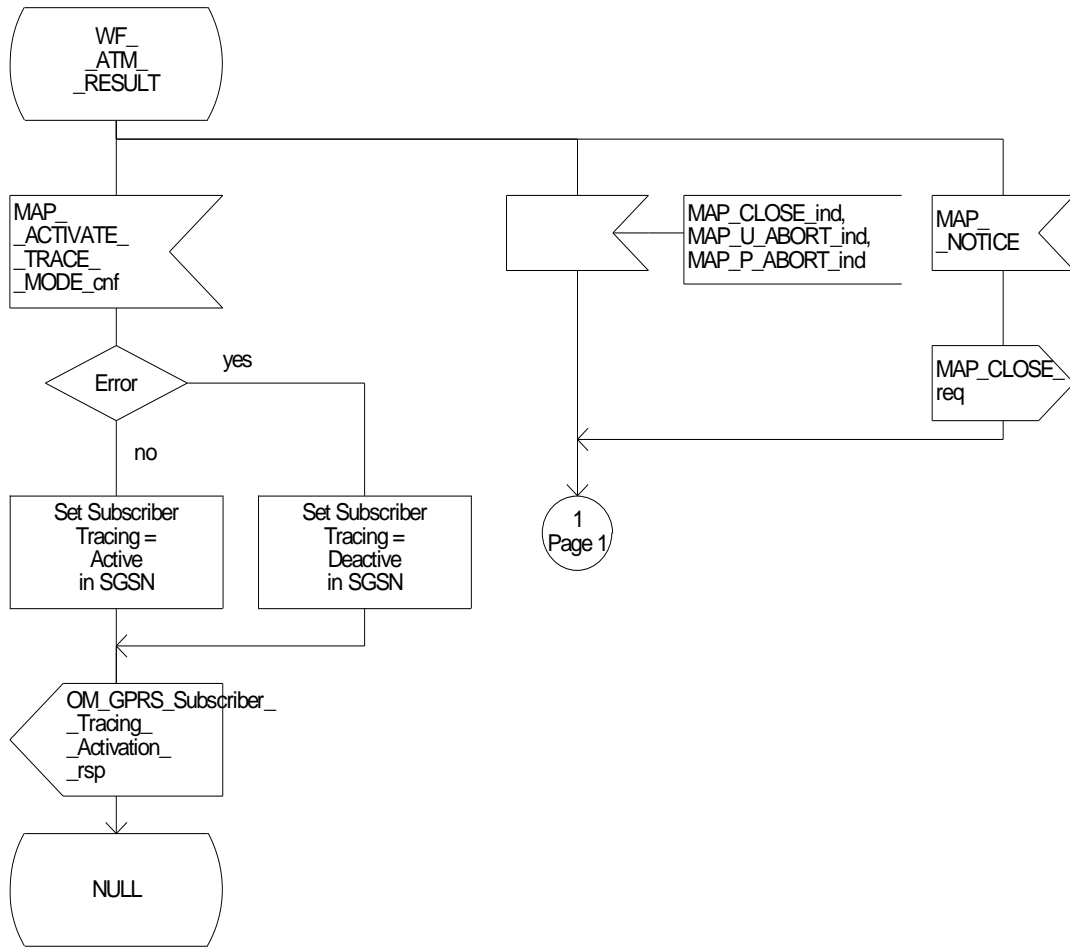 WF_
_ATM_
_RESULT
MAP_
_ACTIVATE_
_TRACE_
_MODE_cnf
MAP_CLOSE_ind,
MAP_U_ABORT_ind,
MAP_P_ABORT_ind
MAP_
_NOTICE
yes
Error
MAP_CLOSE_
req
no
Set Subscriber
Tracing =
Active
in SGSN
Set Subscriber
Tracing =
Deactive
in SGSN
1
Page 1
OM_GPRS_Subscriber_
_Tracing_
_Activation_
_rsp
NULL